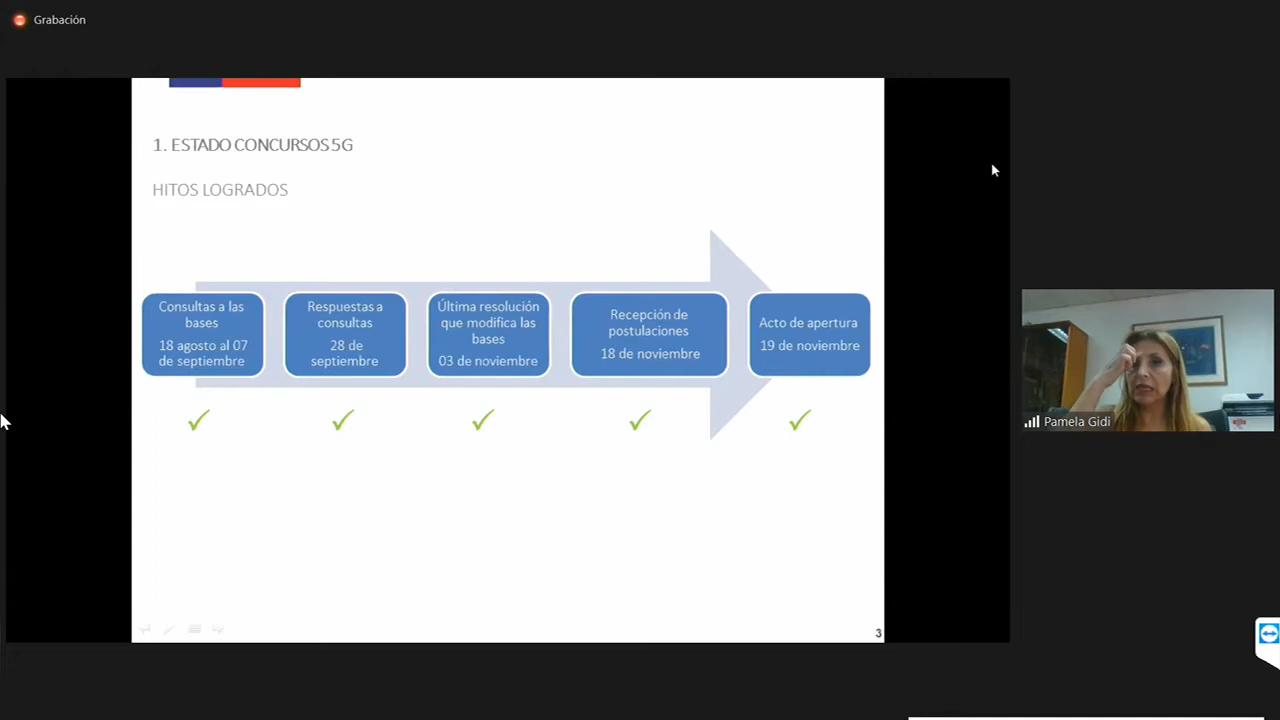 Grabación
1. ESTADO CONCURSOS 5G
HITOS LOGRADOS
Consultas a las
bases
18 agosto al 07
de septiembre
Respuestas a
consultas
28 de
septiembre
Última resolución
que modifica las
bases
03 de noviembre
Recepción de
postulaciones
18 de noviembre
Acto de apertura
19 de noviembre
Pamela Gidi
3